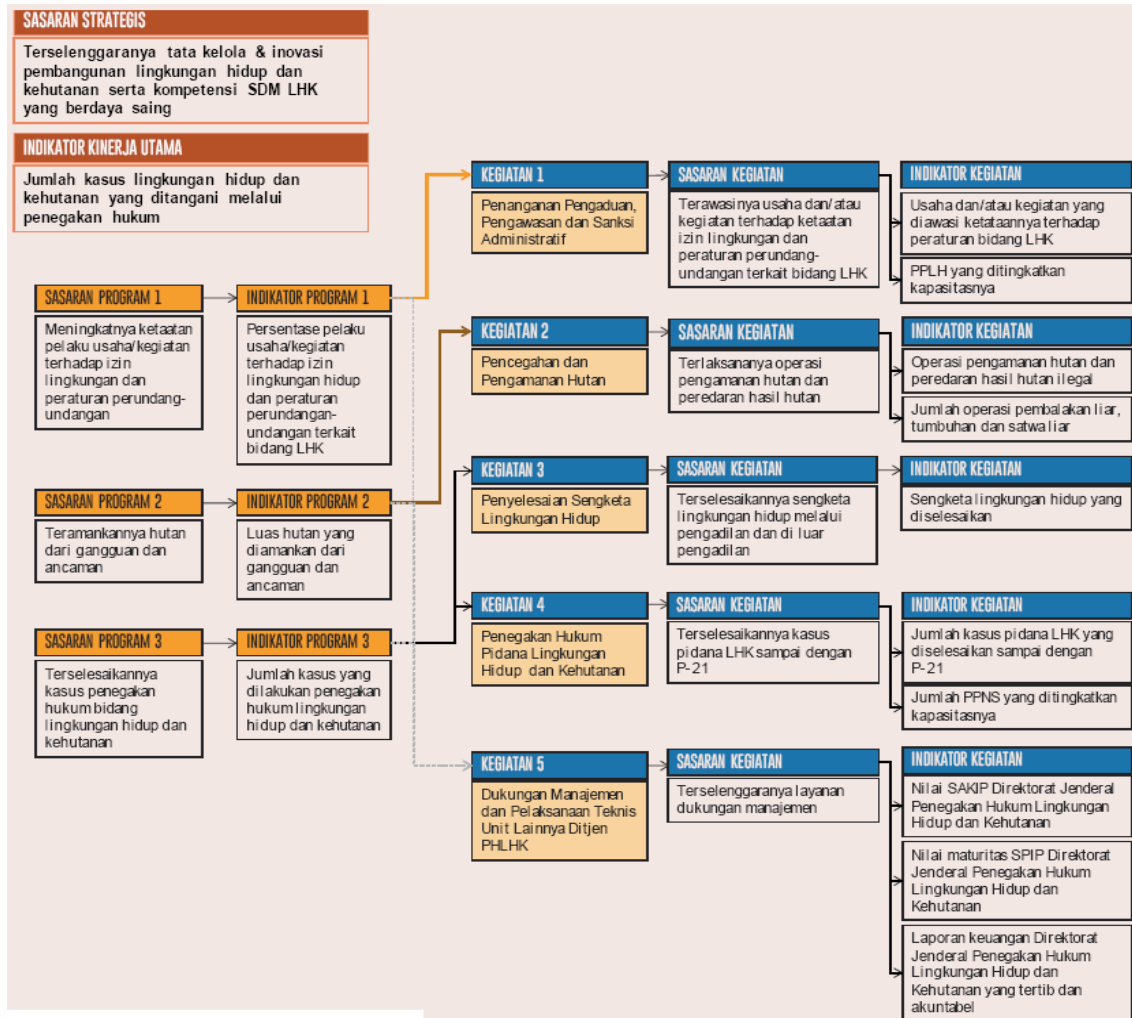 SASARAN STRATEGIS
Terselenggaranya tata kelola & inovasi
pembangunan lingkungan hidup dan
kehutanan serta kompetensi SDM LHK
yang berdaya saing
INDIKATOR KINERJA UTAMA
Jumlah kasus lingkungan hidup dan
kehutanan yang ditangani melalui
penegakan hukum
SASARAN PROGRAM 1
Meningkatnya ketaatan
pelaku usaha/kegiatan
terhadap izin
lingkungan dan
peraturan perundang-
undangan
INDIKATOR PROGRAM 1
Persentase pelaku
usaha/kegiatan
terhadap izin
lingkungan hidup
dan peraturan
perundangan-
undangan terkait
bidang LHK
SASARAN PROGRAM 2
Teramankannya hutan
dari gangguan dan
ancaman
INDIKATOR PROGRAM 2
Luas hutan yang
diamankan dari
gangguan dan
ancaman
SASARAN PROGRAM 3
Terselesaikannya
kasus penegakan
hukum bidang
lingkungan hidup dan
kehutanan
INDIKATOR PROGRAM 3
Jumlah kasus yang
dilakukan penegakan
hukum lingkungan
hidup dan kehutanan
KEGIATAN 1
Penanganan Pengaduan,
Pengawasan dan Sanksi
Administratif
SASARAN KEGIATAN
Terawasinya usaha dan/atau
kegiatan terhadap ketaatan
izin lingkungan dan
peraturan perundang-
undangan terkait bidang LHK
INDIKATOR KEGIATAN
Usaha dan/atau kegiatan yang
diawasi ketataannya terhadap
peraturan bidang LHK
PPLH yang ditingkatkan
kapasitasnya
KEGIATAN 2
Pencegahan dan
Pengamanan Hutan
SASARAN KEGIATAN
Terlaksananya operasi
pengamanan hutan dan
peredaran hasil hutan
INDIKATOR KEGIATAN
Operasi pengamanan hutan dan
peredaran hasil hutan ilegal
Jumlah operasi pembalakan liar,
tumbuhan dan satwa liar
KEGIATAN 3
Penyelesaian Sengketa
Lingkungan Hidup
SASARAN KEGIATAN
Terselesaikannya sengketa
lingkungan hidup melalui
pengadilan dan di luar
pengadilan
INDIKATOR KEGIATAN
Sengketa lingkungan hidup yang
diselesaikan
KEGIATAN 4
Penegakan Hukum
Pidana Lingkungan
Hidup dan Kehutanan
SASARAN KEGIATAN
Terselesaikannya kasus
pidana LHK sampai dengan
P-21
INDIKATOR KEGIATAN
Jumlah kasus pidana LHK yang
diselesaikan sampai dengan
P-21
Jumlah PPNS yang ditingkatkan
kapasitasnya
KEGIATAN 5
Dukungan Manajemen
dan Pelaksanaan Teknis
Unit Lainnya Ditjen
PHLHK
SASARAN KEGIATAN
Terselenggaranya layanan
dukungan manajemen
INDIKATOR KEGIATAN
Nilai SAKIP Direktorat Jenderal
Penegakan Hukum Lingkungan
Hidup dan Kehutanan
Nilai maturitas SPIP Direktorat
Jenderal Penegakan Hukum
Lingkungan Hidup dan
Kehutanan
Laporan keuangan Direktorat
Jenderal Penegakan Hukum
Lingkungan Hidup dan
Kehutanan yang tertib dan
akuntabel